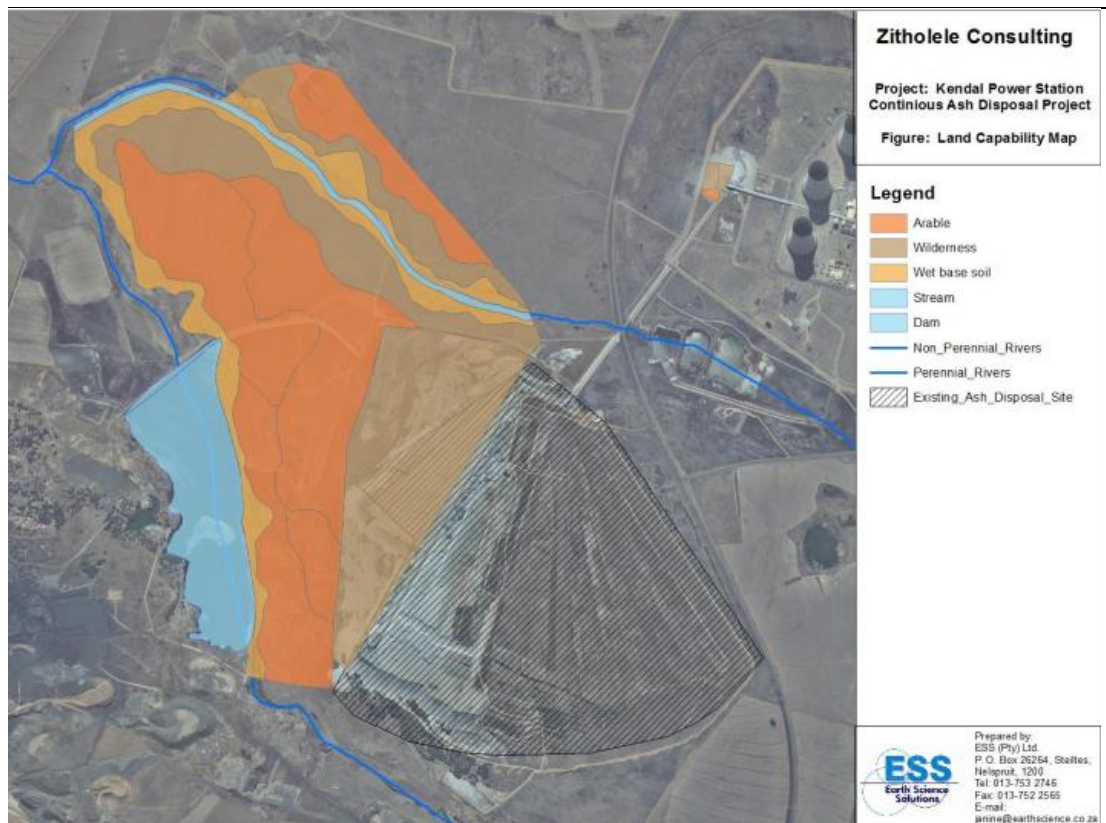 Zitholele Consulting
Project: Kendal Power Station
Continious Ash Disposal Project
Figure: Land Capability Map
Legend
Arable
Wilderness
Wet base soil
Stream
Dam
Non_Perennial_Rivers
Perennial_Rivers
Existing_Ash_Disposal_Site
ESS
Earth Science
Solutions
Prepared by:
ESS (Pty) Ltd.
P. O. Box 26264, Steiltes,
Nelspruit, 1200
Tel: 013-753 2746
Fax: 013-752 2565
E-mail:
janine@earthscience.co.za